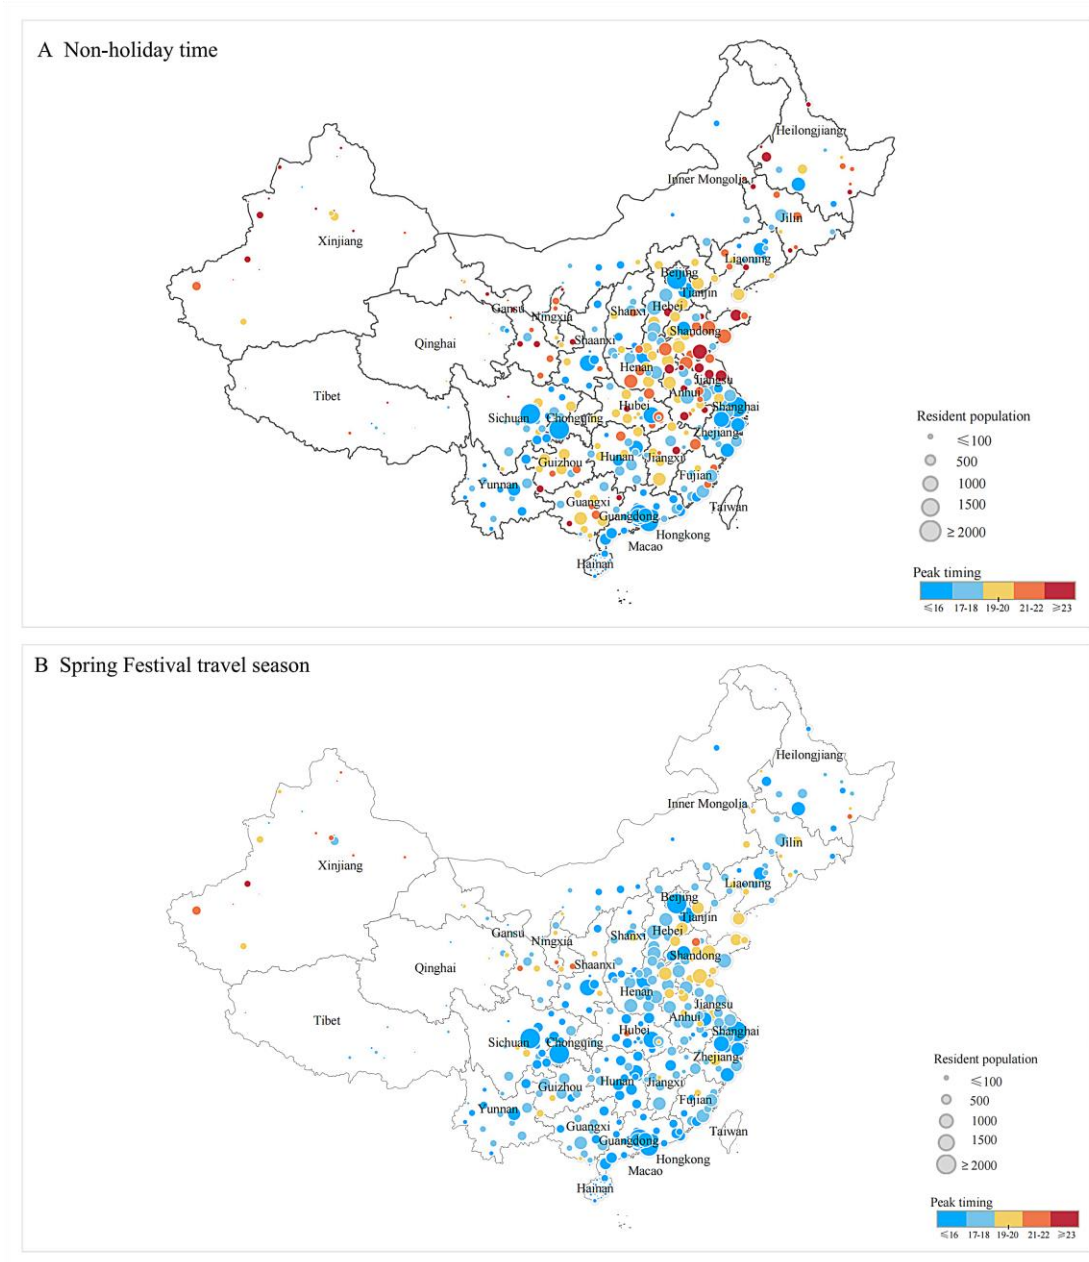 A Non-holiday time
Heilongjiang
Inner Mongolia
Jilin
Xinjiang
Liaoning
Beijing
Tianjin
Gansu
Shanxi
Hebei
Ningxia
Shandong
Qinghai
Shaanxi
Henan
Jiangsu
Tibet
Anhui
Hubei
Shanghai
Sichuan
Chongqing
Zhejiang
Guizhou
Hunan
Jiangxi
Fujian
Yunnan
Guangxi
Guangdong
Taiwan
Hongkong
Macao
Hainan
Resident population
≤100
500
1000
1500
≥ 2000
Peak timing
≤16 17-18 19-20 21-22 ≥23
B Spring Festival travel season
Heilongjiang
Inner Mongolia
Jilin
Xinjiang
Liaoning
Beijing
Tianjin
Gansu
Shanxi
Hebei
Ningxia
Shandong
Qinghai
Shaanxi
Henan
Jiangsu
Tibet
Anhui
Hubei
Shanghai
Sichuan
Chongqing
Zhejiang
Guizhou
Hunan
Jiangxi
Fujian
Yunnan
Guangxi
Guangdong
Taiwan
Hongkong
Macao
Hainan
Resident population
≤100
500
1000
1500
≥ 2000
Peak timing
≤16 17-18 19-20 21-22 ≥23